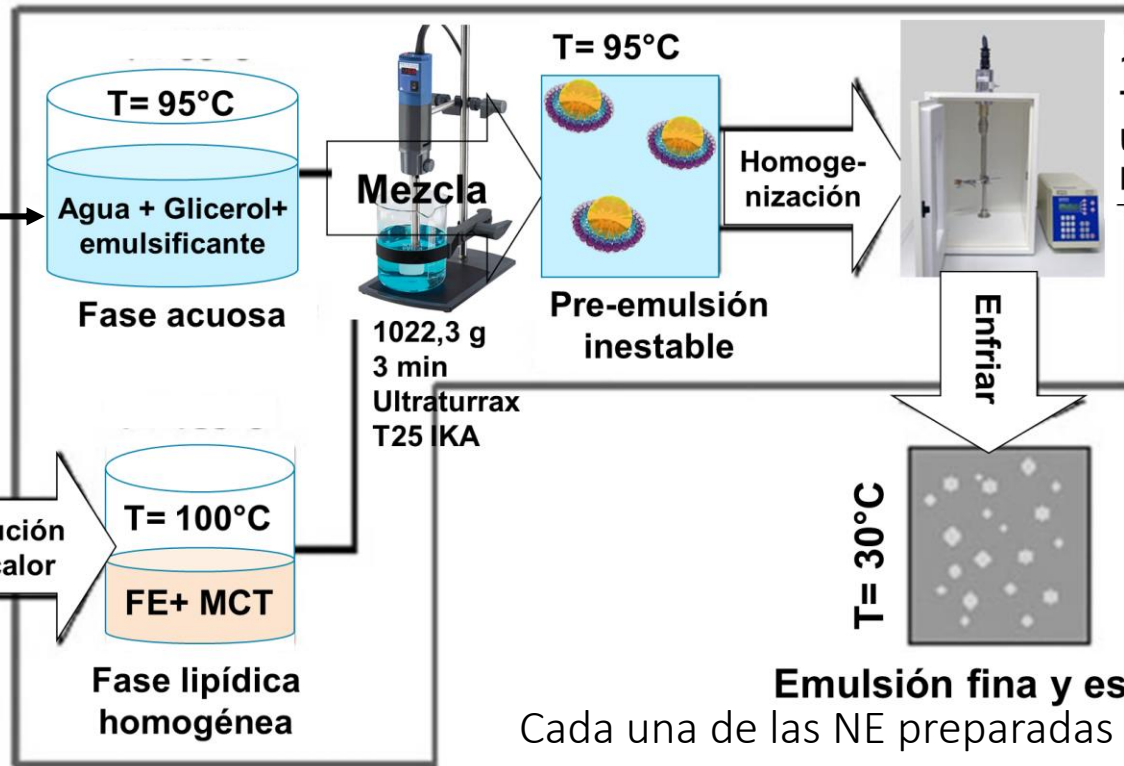 T= 95°C
Agua + Glicerol+
emulsificante
Fase acuosa
Mezcla
1022,3 g
3 min
Ultraturrax
T25 IKA
T= 95°C
Pre-emulsión
inestable
Homoge-
nización
Enfriar
T= 100°C
FE+ MCT
Fase lipídica
homogénea
T= 30°C
Emulsión fina y es
Cada una de las NE preparadas